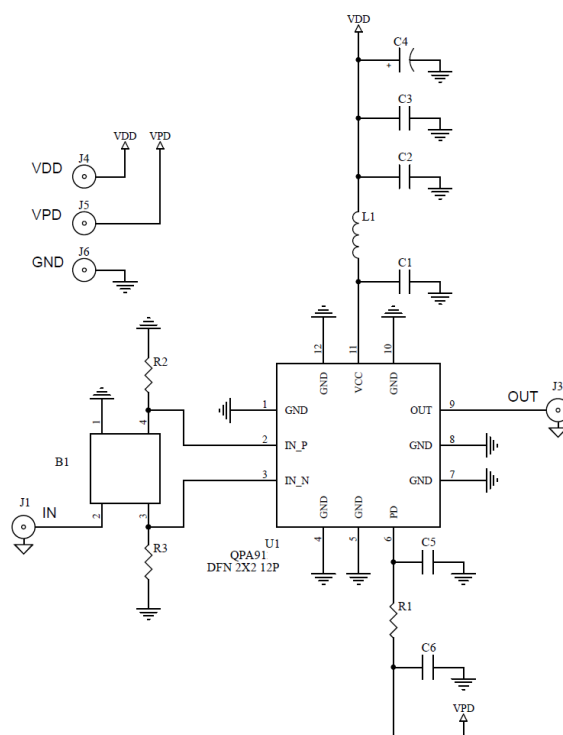 VDD
C4
+
C3
VDD
VPD
C2
VDD
J4
VPD
J5
L1
GND
J6
C1
12
11
10
R2
GND
VCC
GND
J3
1
GND
OUT
9
OUT
1
4
2
IN_P
GND
8
B1
3
IN_N
GND
7
J1
IN
2
3
GND
GND
PD
R3
U1
4
5
6
QPA91
DFN 2X2 12P
C5
R1
C6
VPD